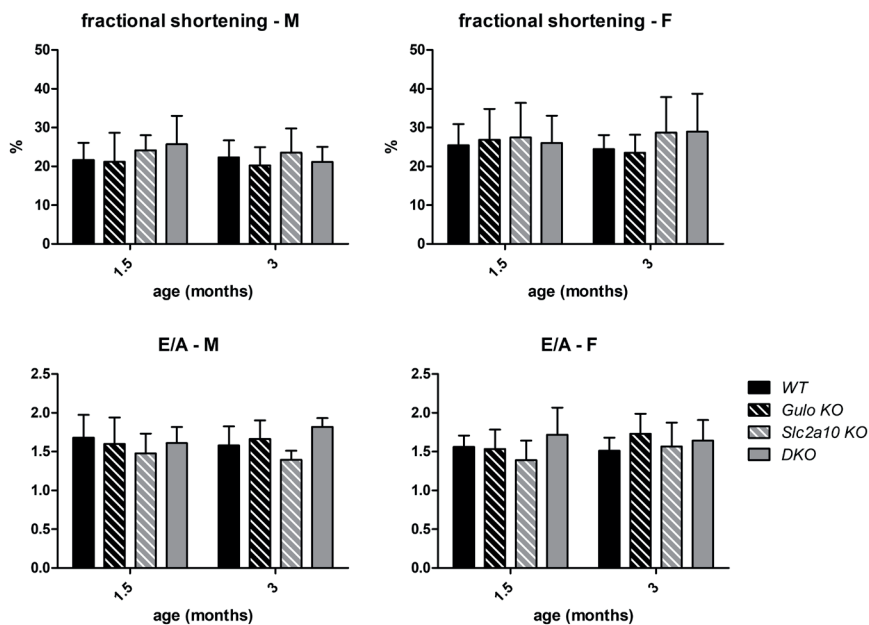 fractional shortening - M
50
40
30
20
10
0
%
1.5
3
age (months)
fractional shortening - F
50
40
30
20
10
0
%
1.5
3
age (months)
E/A - M
2.5
2.0
1.5
1.0
0.5
0.0
1.5
3
age (months)
E/A - F
2.5
2.0
1.5
1.0
0.5
0.0
1.5
3
age (months)
WT
Gulo KO
Slc2a10 KO
DKO